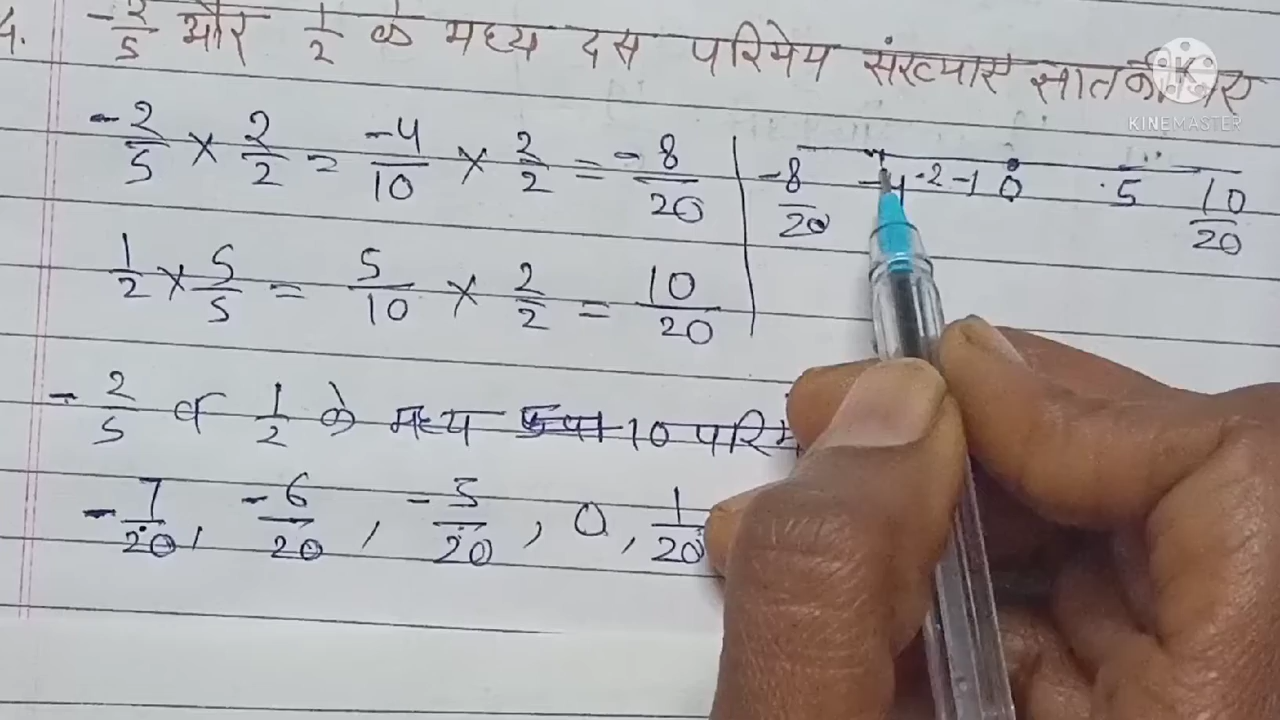 4. -2/5 और 1/2 के मध्य दस परिमेय संख्याएं ज्ञात कीजिए
KINEMASTER
-2/5 × 2/2 = -4/10 × 2/2 = -8/20
-8/20 -4 -2 -1 0 5 10/20
1/2 × 5/5 = 5/10 × 2/2 = 10/20
-2/5 व 1/2 के मध्य 10
-7/20, -6/20, -5/20, 0, 1/20